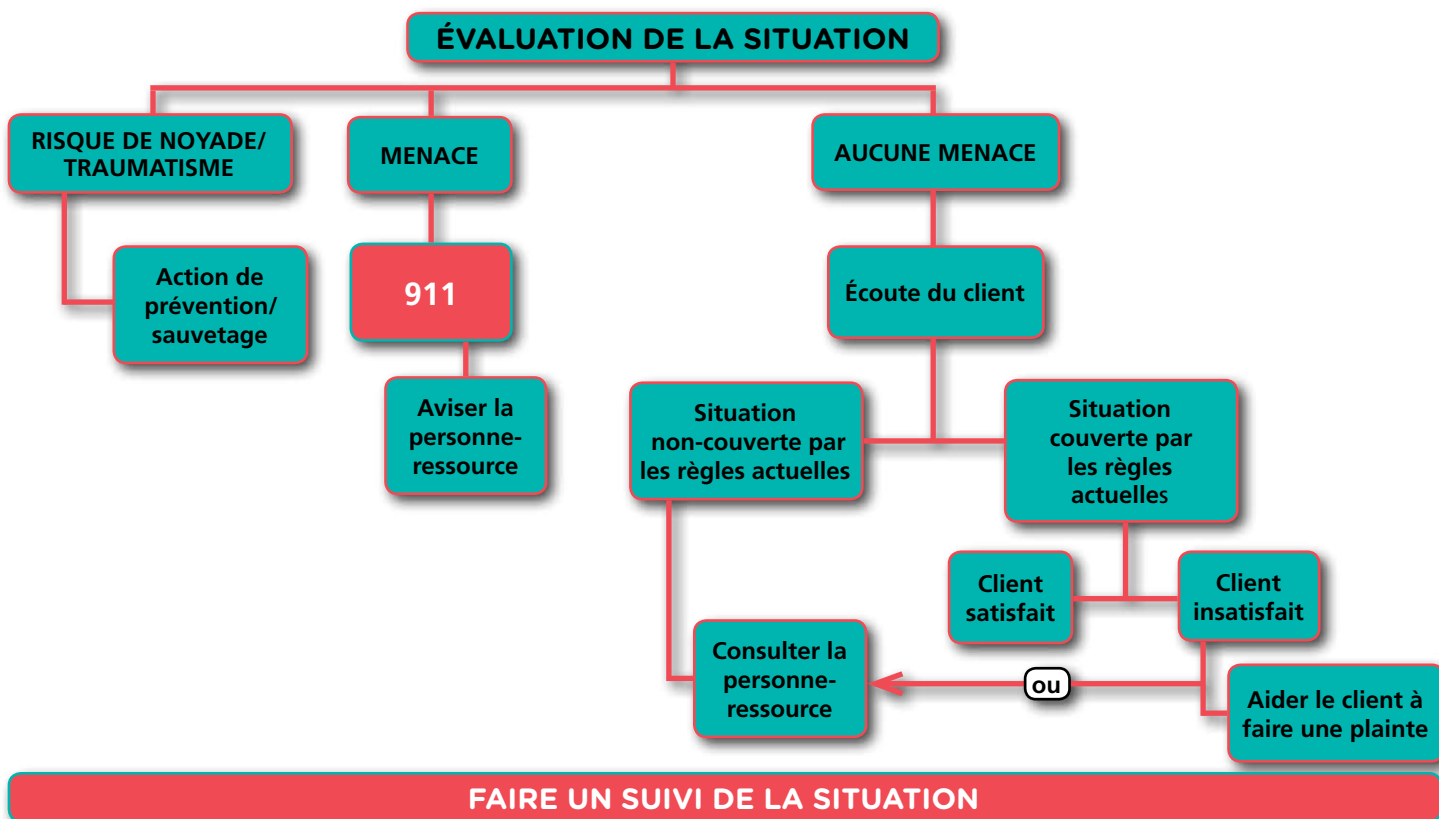 ÉVALUATION DE LA SITUATION
RISQUE DE NOYADE/
TRAUMATISME
MENACE
AUCUNE MENACE
Action de
prévention/
sauvetage
911
Écoute du client
Aviser la
personne-
ressource
Situation
non-couverte par
les règles actuelles
Situation
couverte par
les règles
actuelles
Client
satisfait
Client
insatisfait
Consulter la
personne-
ressource
ou
Aider le client à
faire une plainte
FAIRE UN SUIVI DE LA SITUATION